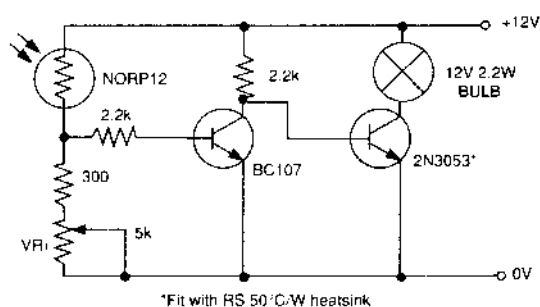 +12V
NORP12
2.2k
12V 2.2W
BULB
2.2k
BC107
2N3053*
300
5k
VR1
0V
*Fit with RS 50°C/W heatsink